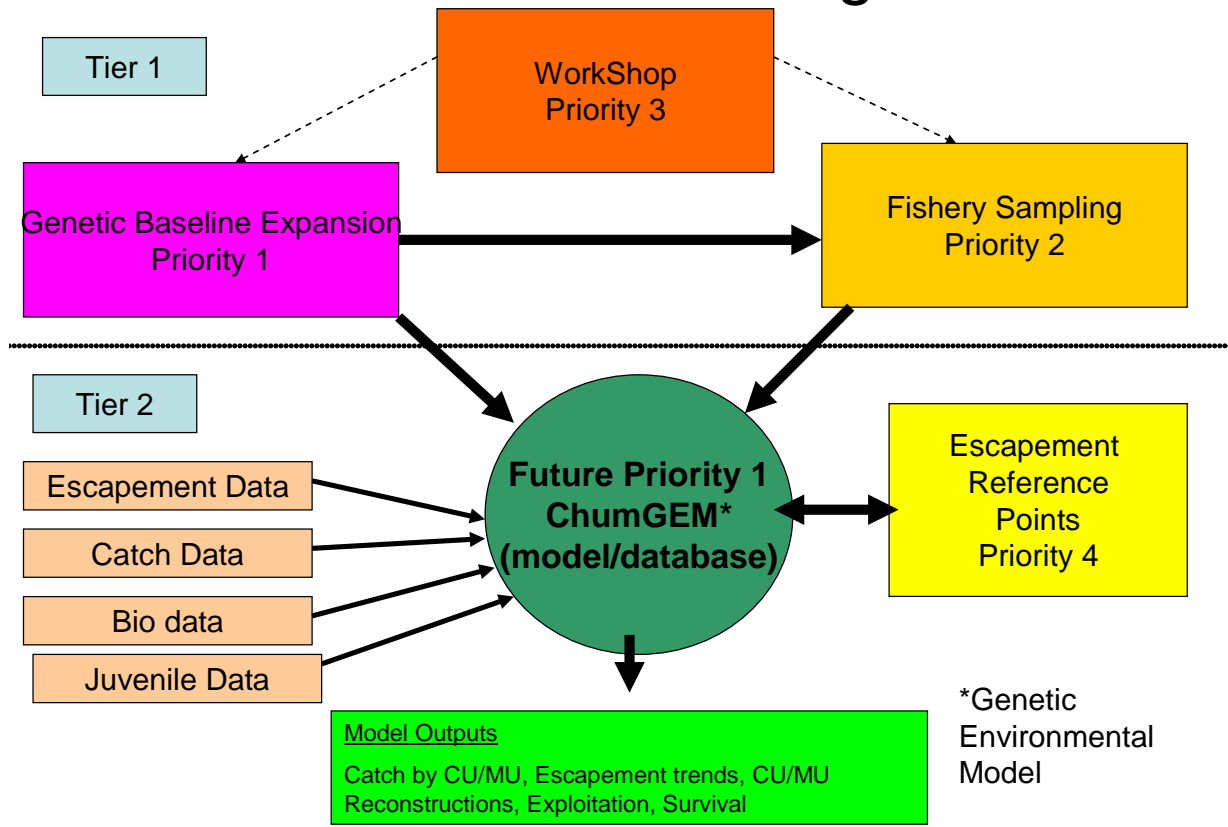 Tier 1
WorkShop
Priority 3
Genetic Baseline Expansion
Priority 1
Fishery Sampling
Priority 2
Tier 2
Escapement Data
Catch Data
Bio data
Juvenile Data
Future Priority 1
ChumGEM*
(model/database)
Escapement
Reference
Points
Priority 4
Model Outputs
Catch by CU/MU, Escapement trends, CU/MU
Reconstructions, Exploitation, Survival
*Genetic
Environmental
Model